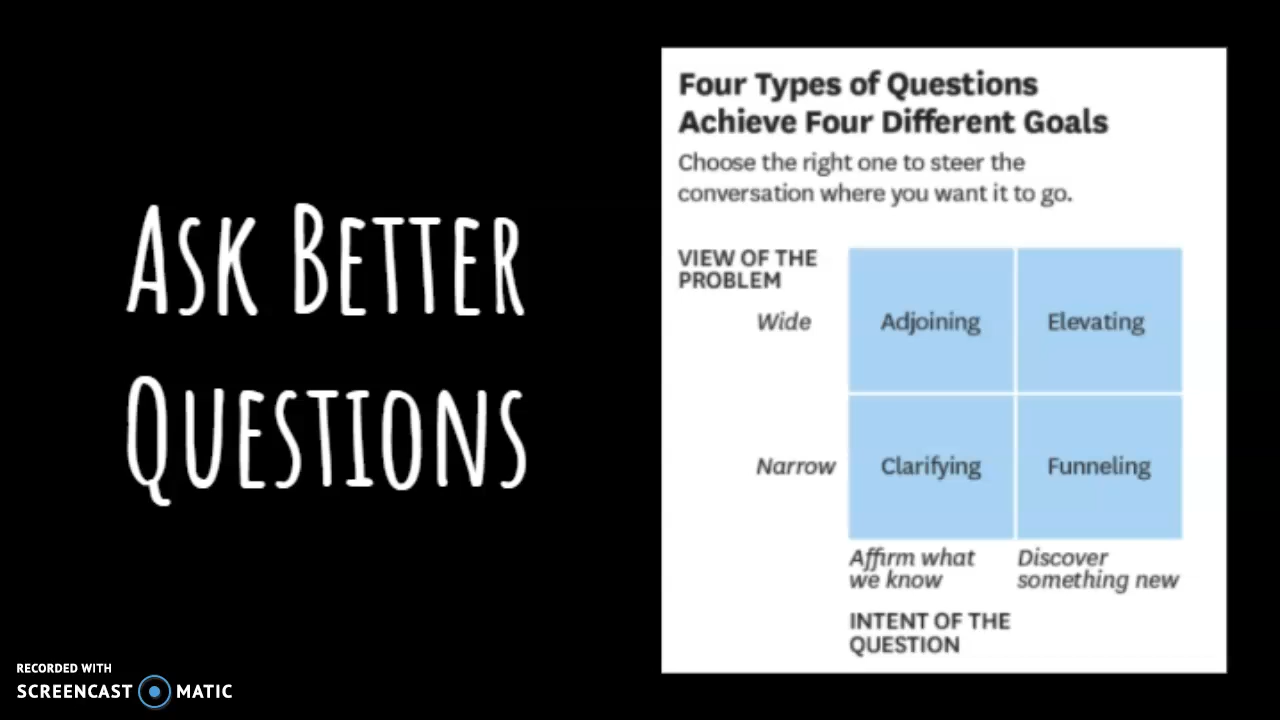 ASK BETTER
QUESTIONS
Four Types of Questions
Achieve Four Different Goals
Choose the right one to steer the
conversation where you want it to go.
VIEW OF THE
PROBLEM
Wide
Adjoining
Elevating
Narrow
Clarifying
Funneling
Affirm what
we know
Discover
something new
INTENT OF THE
QUESTION
RECORDED WITH
SCREENCAST MATIC